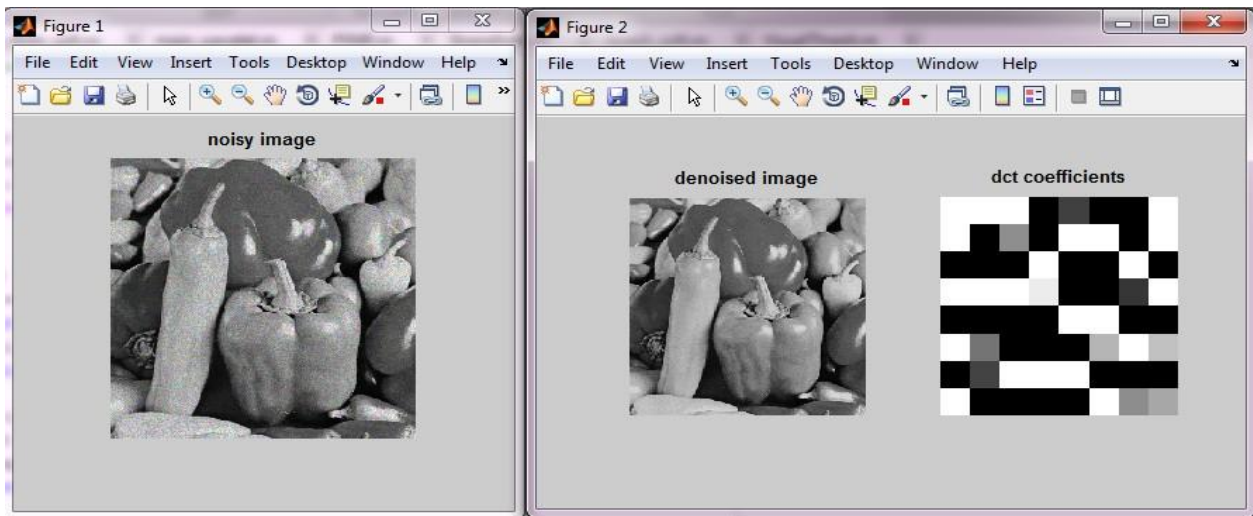 Figure 1
File Edit View Insert Tools Desktop Window Help
noisy image
Figure 2
File Edit View Insert Tools Desktop Window Help
denoised image
dct coefficients